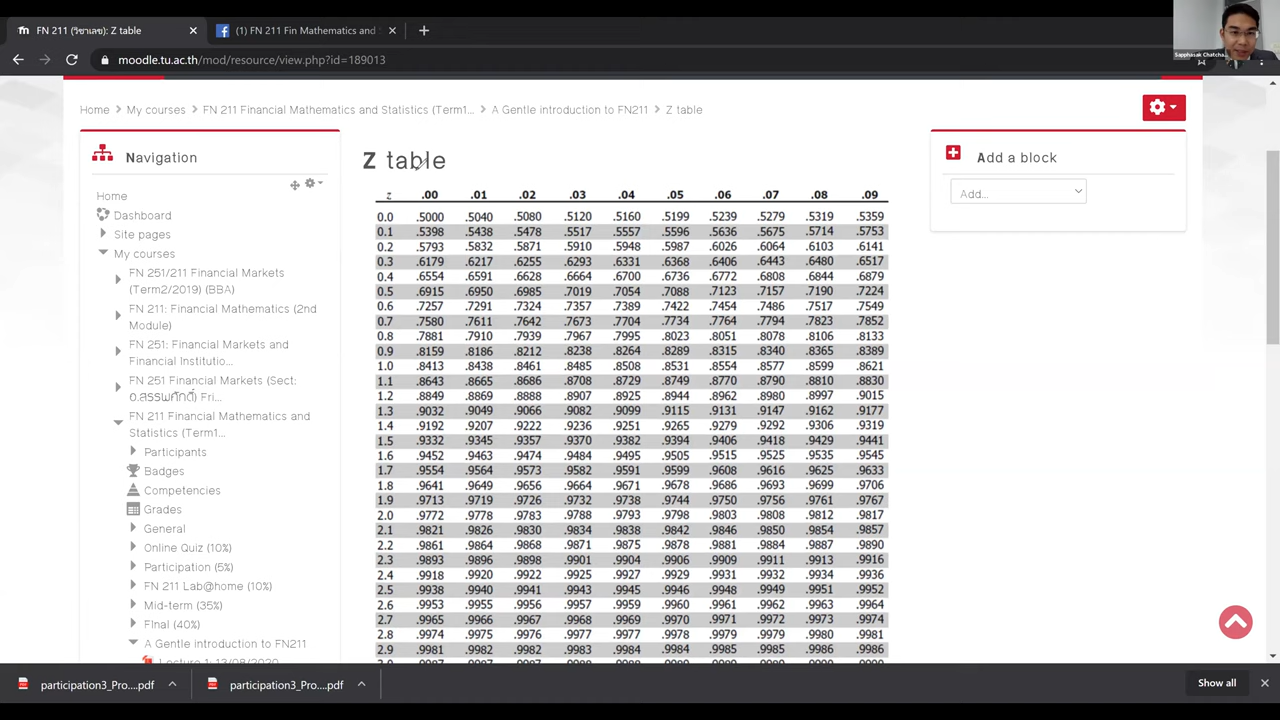 FN 211 (วิชาเลข): Z table
(1) FN 211 Fin Mathematics and
moodle.tu.ac.th/mod/resource/view.php?id=189013
Home My courses FN 211 Financial Mathematics and Statistics (Term1... A Gentle introduction to FN211 Z table
Navigation
Home
Dashboard
Site pages
My courses
FN 251/211 Financial Markets
(Term2/2019) (BBA)
FN 211: Financial Mathematics (2nd
Module)
FN 251: Financial Markets and
Financial Institutio...
FN 251 Financial Markets (Sect:
อ.สรรพศักดิ์) Fri...
FN 211 Financial Mathematics and
Statistics (Term1...
Participants
Badges
Competencies
Grades
General
Online Quiz (10%)
Participation (5%)
FN 211 Lab@home (10%)
Mid-term (35%)
FInal (40%)
A Gentle introduction to FN211
Lecture 1: 13/08/2020
Z table
z .00 .01 .02 .03 .04 .05 .06 .07 .08 .09
0.0 .5000 .5040 .5080 .5120 .5160 .5199 .5239 .5279 .5319 .5359
0.1 .5398 .5438 .5478 .5517 .5557 .5596 .5636 .5675 .5714 .5753
0.2 .5793 .5832 .5871 .5910 .5948 .5987 .6026 .6064 .6103 .6141
0.3 .6179 .6217 .6255 .6293 .6331 .6368 .6406 .6443 .6480 .6517
0.4 .6554 .6591 .6628 .6664 .6700 .6736 .6772 .6808 .6844 .6879
0.5 .6915 .6950 .6985 .7019 .7054 .7088 .7123 .7157 .7190 .7224
0.6 .7257 .7291 .7324 .7357 .7389 .7422 .7454 .7486 .7517 .7549
0.7 .7580 .7611 .7642 .7673 .7704 .7734 .7764 .7794 .7823 .7852
0.8 .7881 .7910 .7939 .7967 .7995 .8023 .8051 .8078 .8106 .8133
0.9 .8159 .8186 .8212 .8238 .8264 .8289 .8315 .8340 .8365 .8389
1.0 .8413 .8438 .8461 .8485 .8508 .8531 .8554 .8577 .8599 .8621
1.1 .8643 .8665 .8686 .8708 .8729 .8749 .8770 .8790 .8810 .8830
1.2 .8849 .8869 .8888 .8907 .8925 .8944 .8962 .8980 .8997 .9015
1.3 .9032 .9049 .9066 .9082 .9099 .9115 .9131 .9147 .9162 .9177
1.4 .9192 .9207 .9222 .9236 .9251 .9265 .9279 .9292 .9306 .9319
1.5 .9332 .9345 .9357 .9370 .9382 .9394 .9406 .9418 .9429 .9441
1.6 .9452 .9463 .9474 .9484 .9495 .9505 .9515 .9525 .9535 .9545
1.7 .9554 .9564 .9573 .9582 .9591 .9599 .9608 .9616 .9625 .9633
1.8 .9641 .9649 .9656 .9664 .9671 .9678 .9686 .9693 .9699 .9706
1.9 .9713 .9719 .9726 .9732 .9738 .9744 .9750 .9756 .9761 .9767
2.0 .9772 .9778 .9783 .9788 .9793 .9798 .9803 .9808 .9812 .9817
2.1 .9821 .9826 .9830 .9834 .9838 .9842 .9846 .9850 .9854 .9857
2.2 .9861 .9864 .9868 .9871 .9875 .9878 .9881 .9884 .9887 .9890
2.3 .9893 .9896 .9898 .9901 .9904 .9906 .9909 .9911 .9913 .9916
2.4 .9918 .9920 .9922 .9925 .9927 .9929 .9931 .9932 .9934 .9936
2.5 .9938 .9940 .9941 .9943 .9945 .9946 .9948 .9949 .9951 .9952
2.6 .9953 .9955 .9956 .9957 .9959 .9960 .9961 .9962 .9963 .9964
2.7 .9965 .9966 .9967 .9968 .9969 .9970 .9971 .9972 .9973 .9974
2.8 .9974 .9975 .9976 .9977 .9977 .9978 .9979 .9979 .9980 .9981
2.9 .9981 .9982 .9982 .9983 .9984 .9984 .9985 .9985 .9986 .9986
Add a block
Add...
Sapphasak Chatcha...
participation3_Pro....pdf
participation3_Pro....pdf
Show all